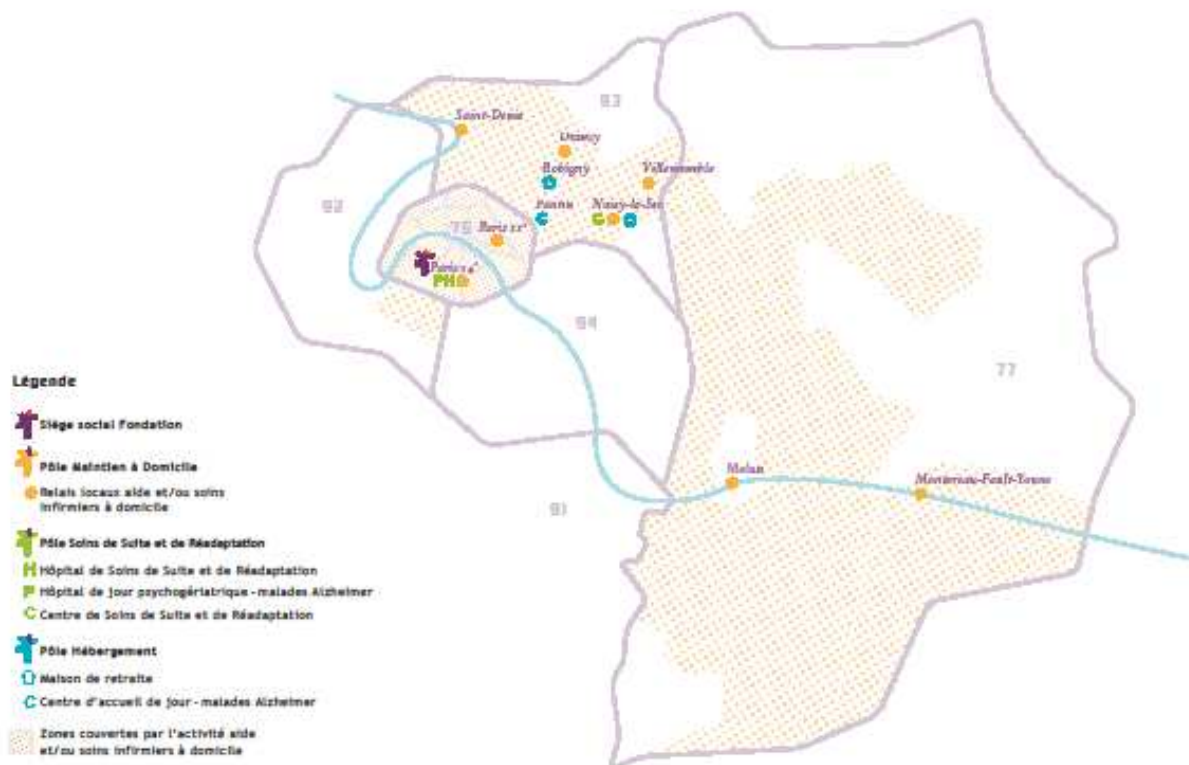 93
Saint-Denis
Drancy
Bobigny
Villemomble
92
Pantin
Noisy-le-Sec
75
Paris 11e
Paris 14e
PH
94
77
Légende
Siège social Fondation
Pôle Maintien à Domicile
Relais locaux aide et/ou soins
infirmiers à domicile
Melun
Montereau-Fault-Yonne
91
Pôle Soins de Suite et de Réadaptation
H Hôpital de Soins de Suite et de Réadaptation
P Hôpital de jour psychogériatrique - malades Alzheimer
C Centre de Soins de Suite et de Réadaptation
Pôle Hébergement
Maison de retraite
C Centre d'accueil de jour - malades Alzheimer
Zones couvertes par l'activité aide
et/ou soins infirmiers à domicile